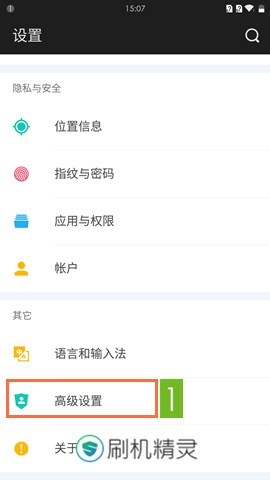 15:07
设置
隐私与安全
位置信息
指纹与密码
应用与权限
帐户
其它
语言和输入法
高级设置
1
关于
刷机精灵